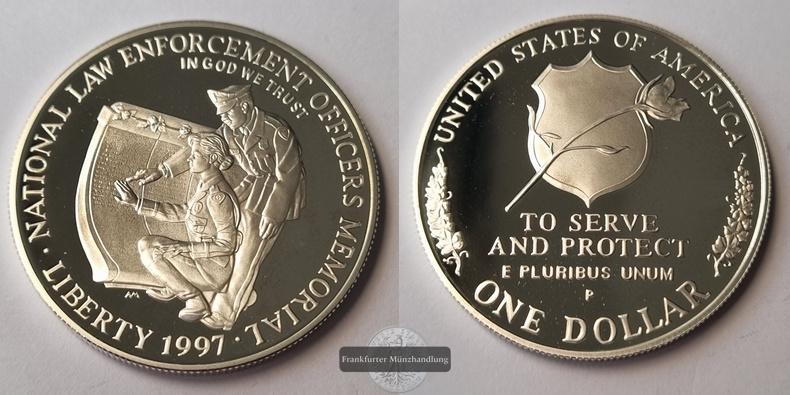 NATIONAL LAW ENFORCEMENT OFFICERS MEMORIAL
IN GOD WE TRUST
AM
· LIBERTY 1997 ·
UNITED STATES OF AMERICA
TO SERVE
AND PROTECT
E PLURIBUS UNUM
P
ONE DOLLAR
Frankfurter Münzhandlung